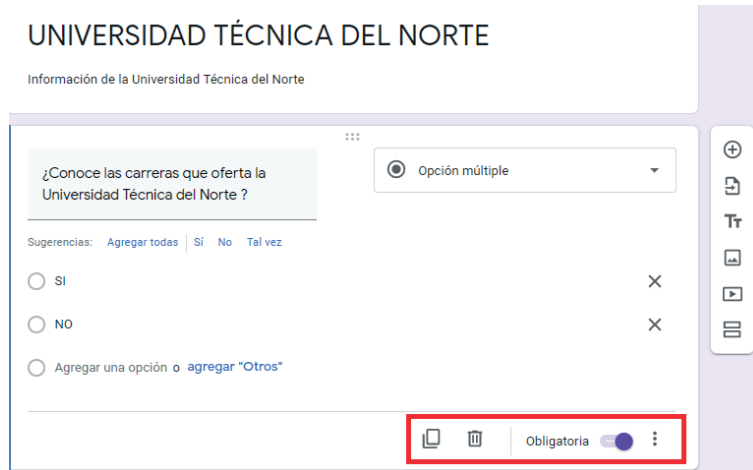 UNIVERSIDAD TÉCNICA DEL NORTE
Información de la Universidad Técnica del Norte
¿Conoce las carreras que oferta la
Universidad Técnica del Norte ?
Opción múltiple
Sugerencias: Agregar todas Sí No Tal vez
SI
NO
Agregar una opción o agregar "Otros"
Obligatoria
Tт